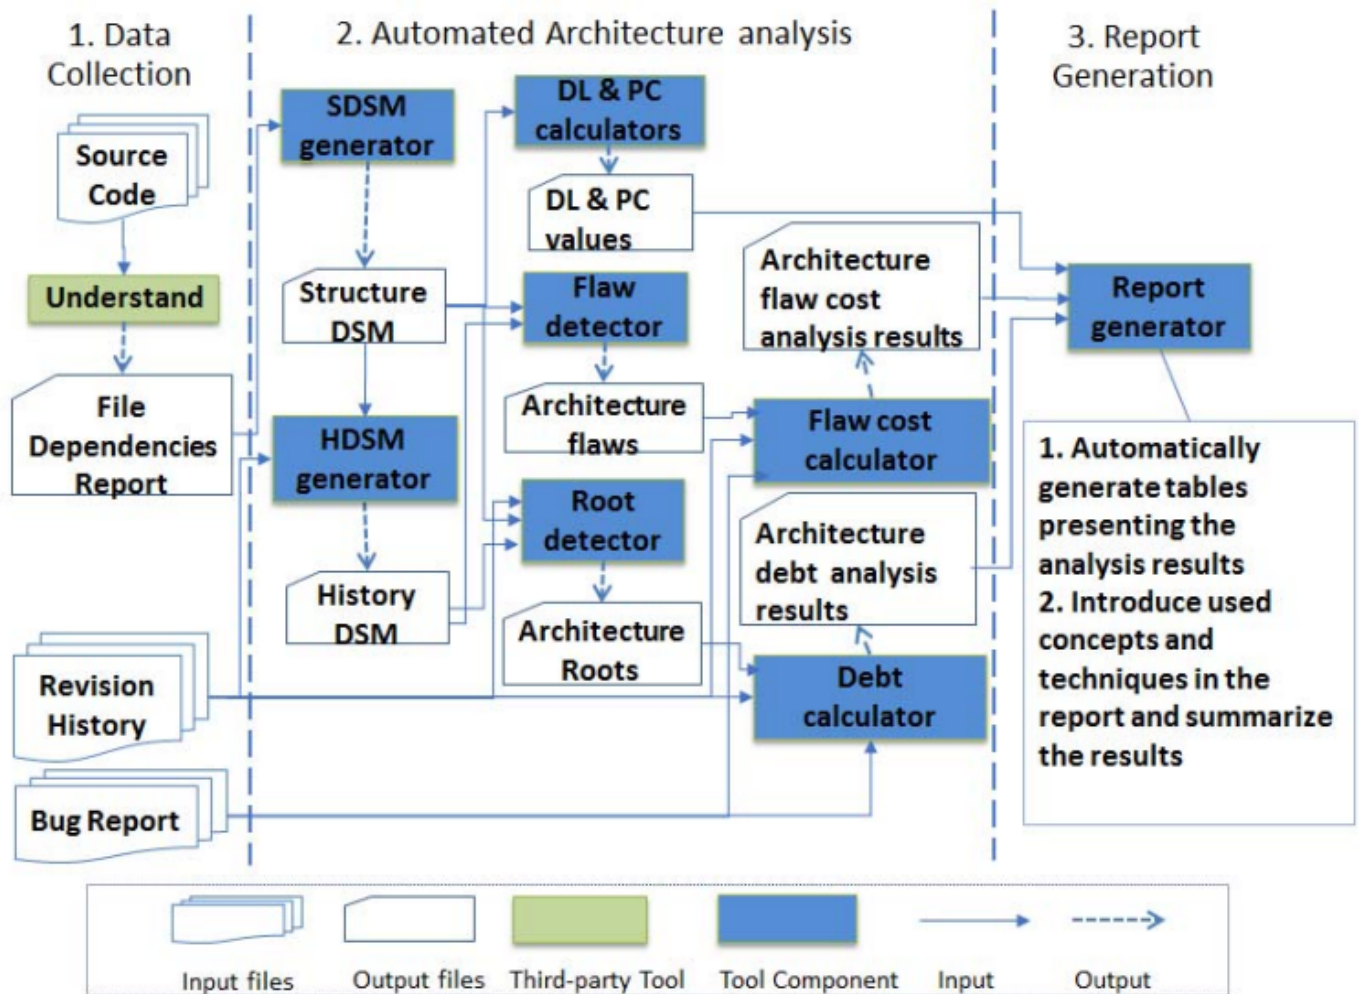 1. Data
Collection
2. Automated Architecture analysis
3. Report
Generation
Source
Code
Understand
File
Dependencies
Report
Revision
History
Bug Report
SDSM
generator
Structure
DSM
HDSM
generator
History
DSM
DL & PC
calculators
DL & PC
values
Flaw
detector
Architecture
flaws
Root
detector
Architecture
Roots
Architecture
flaw cost
analysis results
Flaw cost
calculator
Architecture
debt analysis
results
Debt
calculator
Report
generator
1. Automatically
generate tables
presenting the
analysis results
2. Introduce used
concepts and
techniques in the
report and summarize
the results
Input files
Output files
Third-party Tool
Tool Component
Input
Output